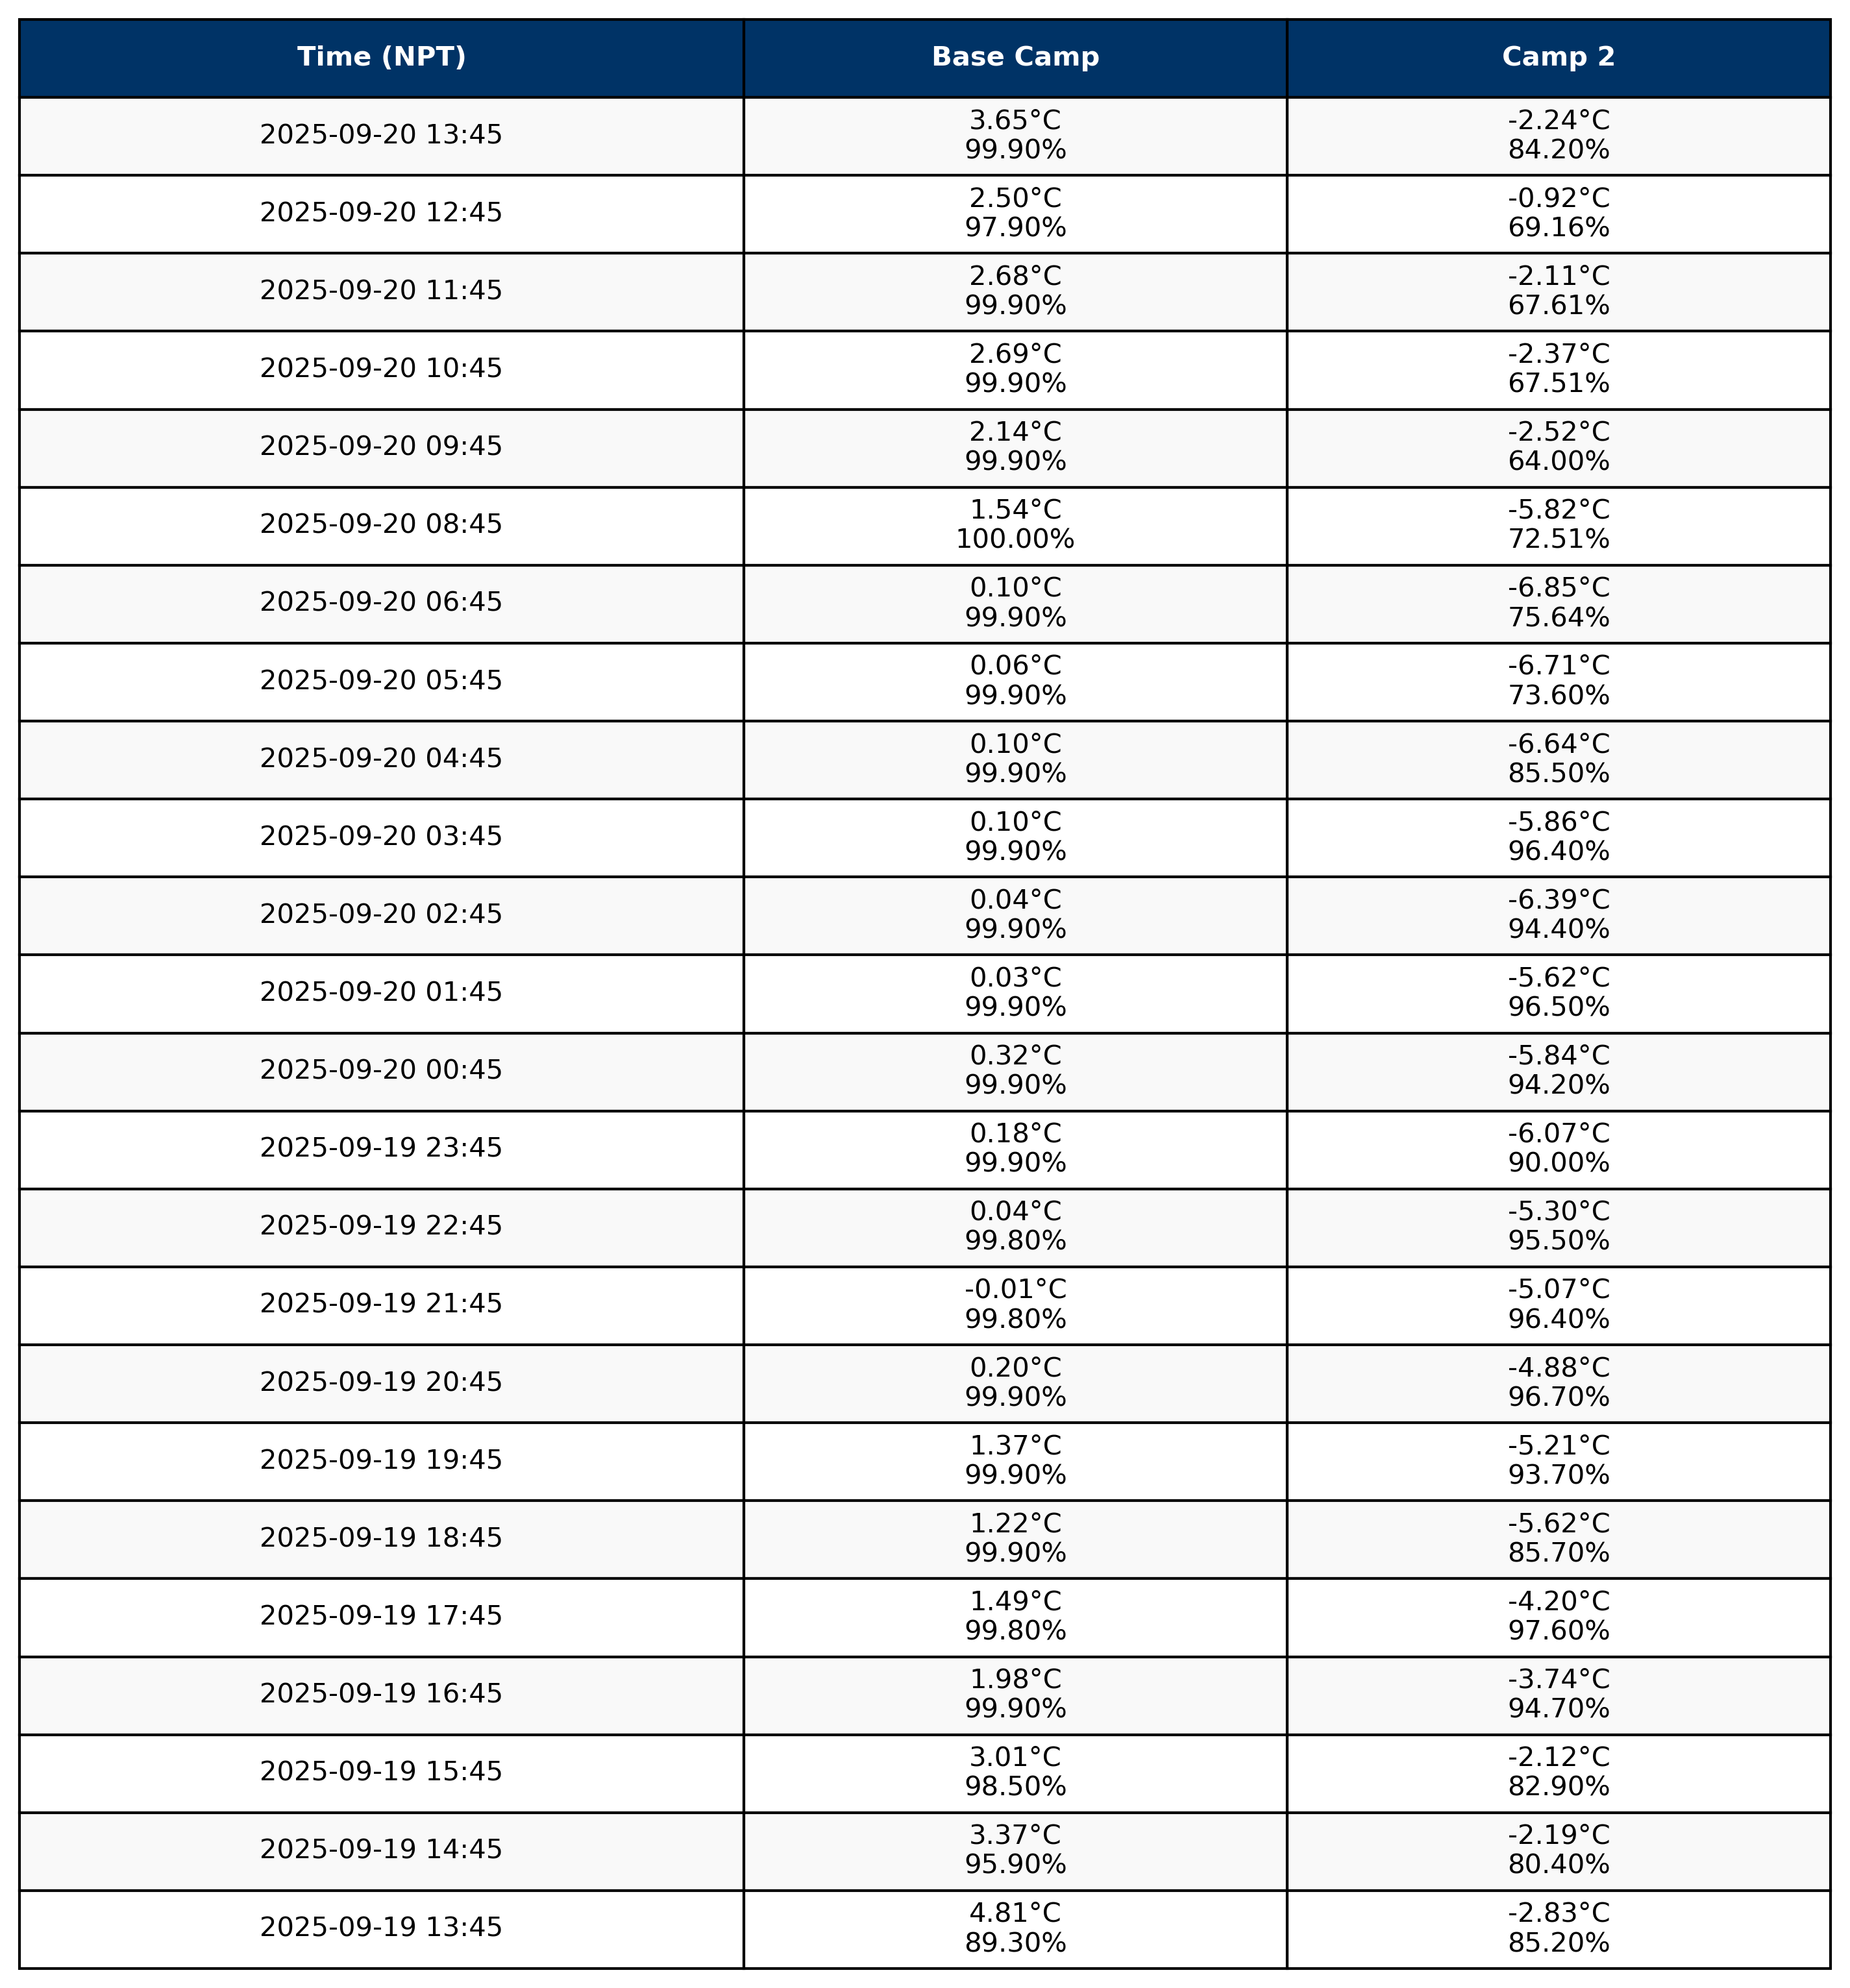 Time (NPT) Base Camp Camp 2
2025-09-20 13:45 3.65°C -2.24°C
99.90% 84.20%
2025-09-20 12:45 2.50°C -0.92°C
97.90% 69.16%
2025-09-20 11:45 2.68°C -2.11°C
99.90% 67.61%
2025-09-20 10:45 2.69°C -2.37°C
99.90% 67.51%
2025-09-20 09:45 2.14°C -2.52°C
99.90% 64.00%
2025-09-20 08:45 1.54°C -5.82°C
100.00% 72.51%
2025-09-20 06:45 0.10°C -6.85°C
99.90% 75.64%
2025-09-20 05:45 0.06°C -6.71°C
99.90% 73.60%
2025-09-20 04:45 0.10°C -6.64°C
99.90% 85.50%
2025-09-20 03:45 0.10°C -5.86°C
99.90% 96.40%
2025-09-20 02:45 0.04°C -6.39°C
99.90% 94.40%
2025-09-20 01:45 0.03°C -5.62°C
99.90% 96.50%
2025-09-20 00:45 0.32°C -5.84°C
99.90% 94.20%
2025-09-19 23:45 0.18°C -6.07°C
99.90% 90.00%
2025-09-19 22:45 0.04°C -5.30°C
99.80% 95.50%
2025-09-19 21:45 -0.01°C -5.07°C
99.80% 96.40%
2025-09-19 20:45 0.20°C -4.88°C
99.90% 96.70%
2025-09-19 19:45 1.37°C -5.21°C
99.90% 93.70%
2025-09-19 18:45 1.22°C -5.62°C
99.90% 85.70%
2025-09-19 17:45 1.49°C -4.20°C
99.80% 97.60%
2025-09-19 16:45 1.98°C -3.74°C
99.90% 94.70%
2025-09-19 15:45 3.01°C -2.12°C
98.50% 82.90%
2025-09-19 14:45 3.37°C -2.19°C
95.90% 80.40%
2025-09-19 13:45 4.81°C -2.83°C
89.30% 85.20%